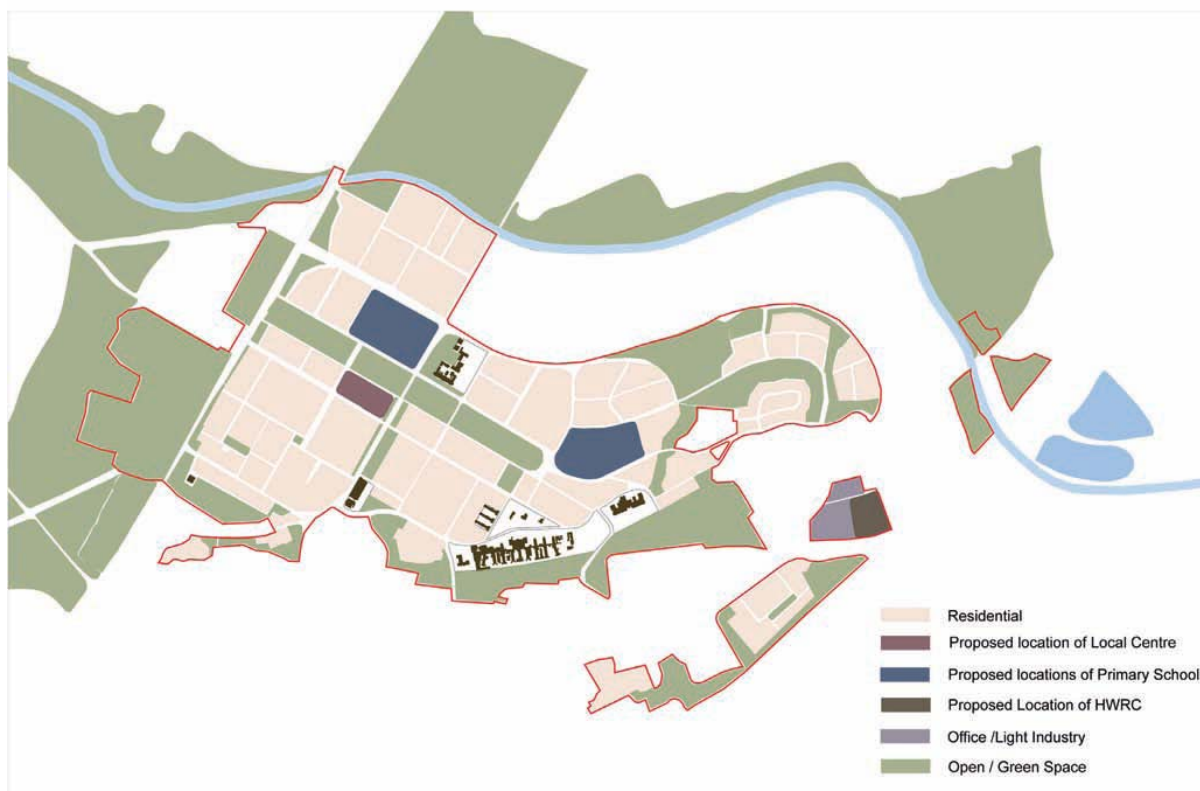 Residential
Proposed location of Local Centre
Proposed locations of Primary School
Proposed Location of HWRC
Office /Light Industry
Open / Green Space